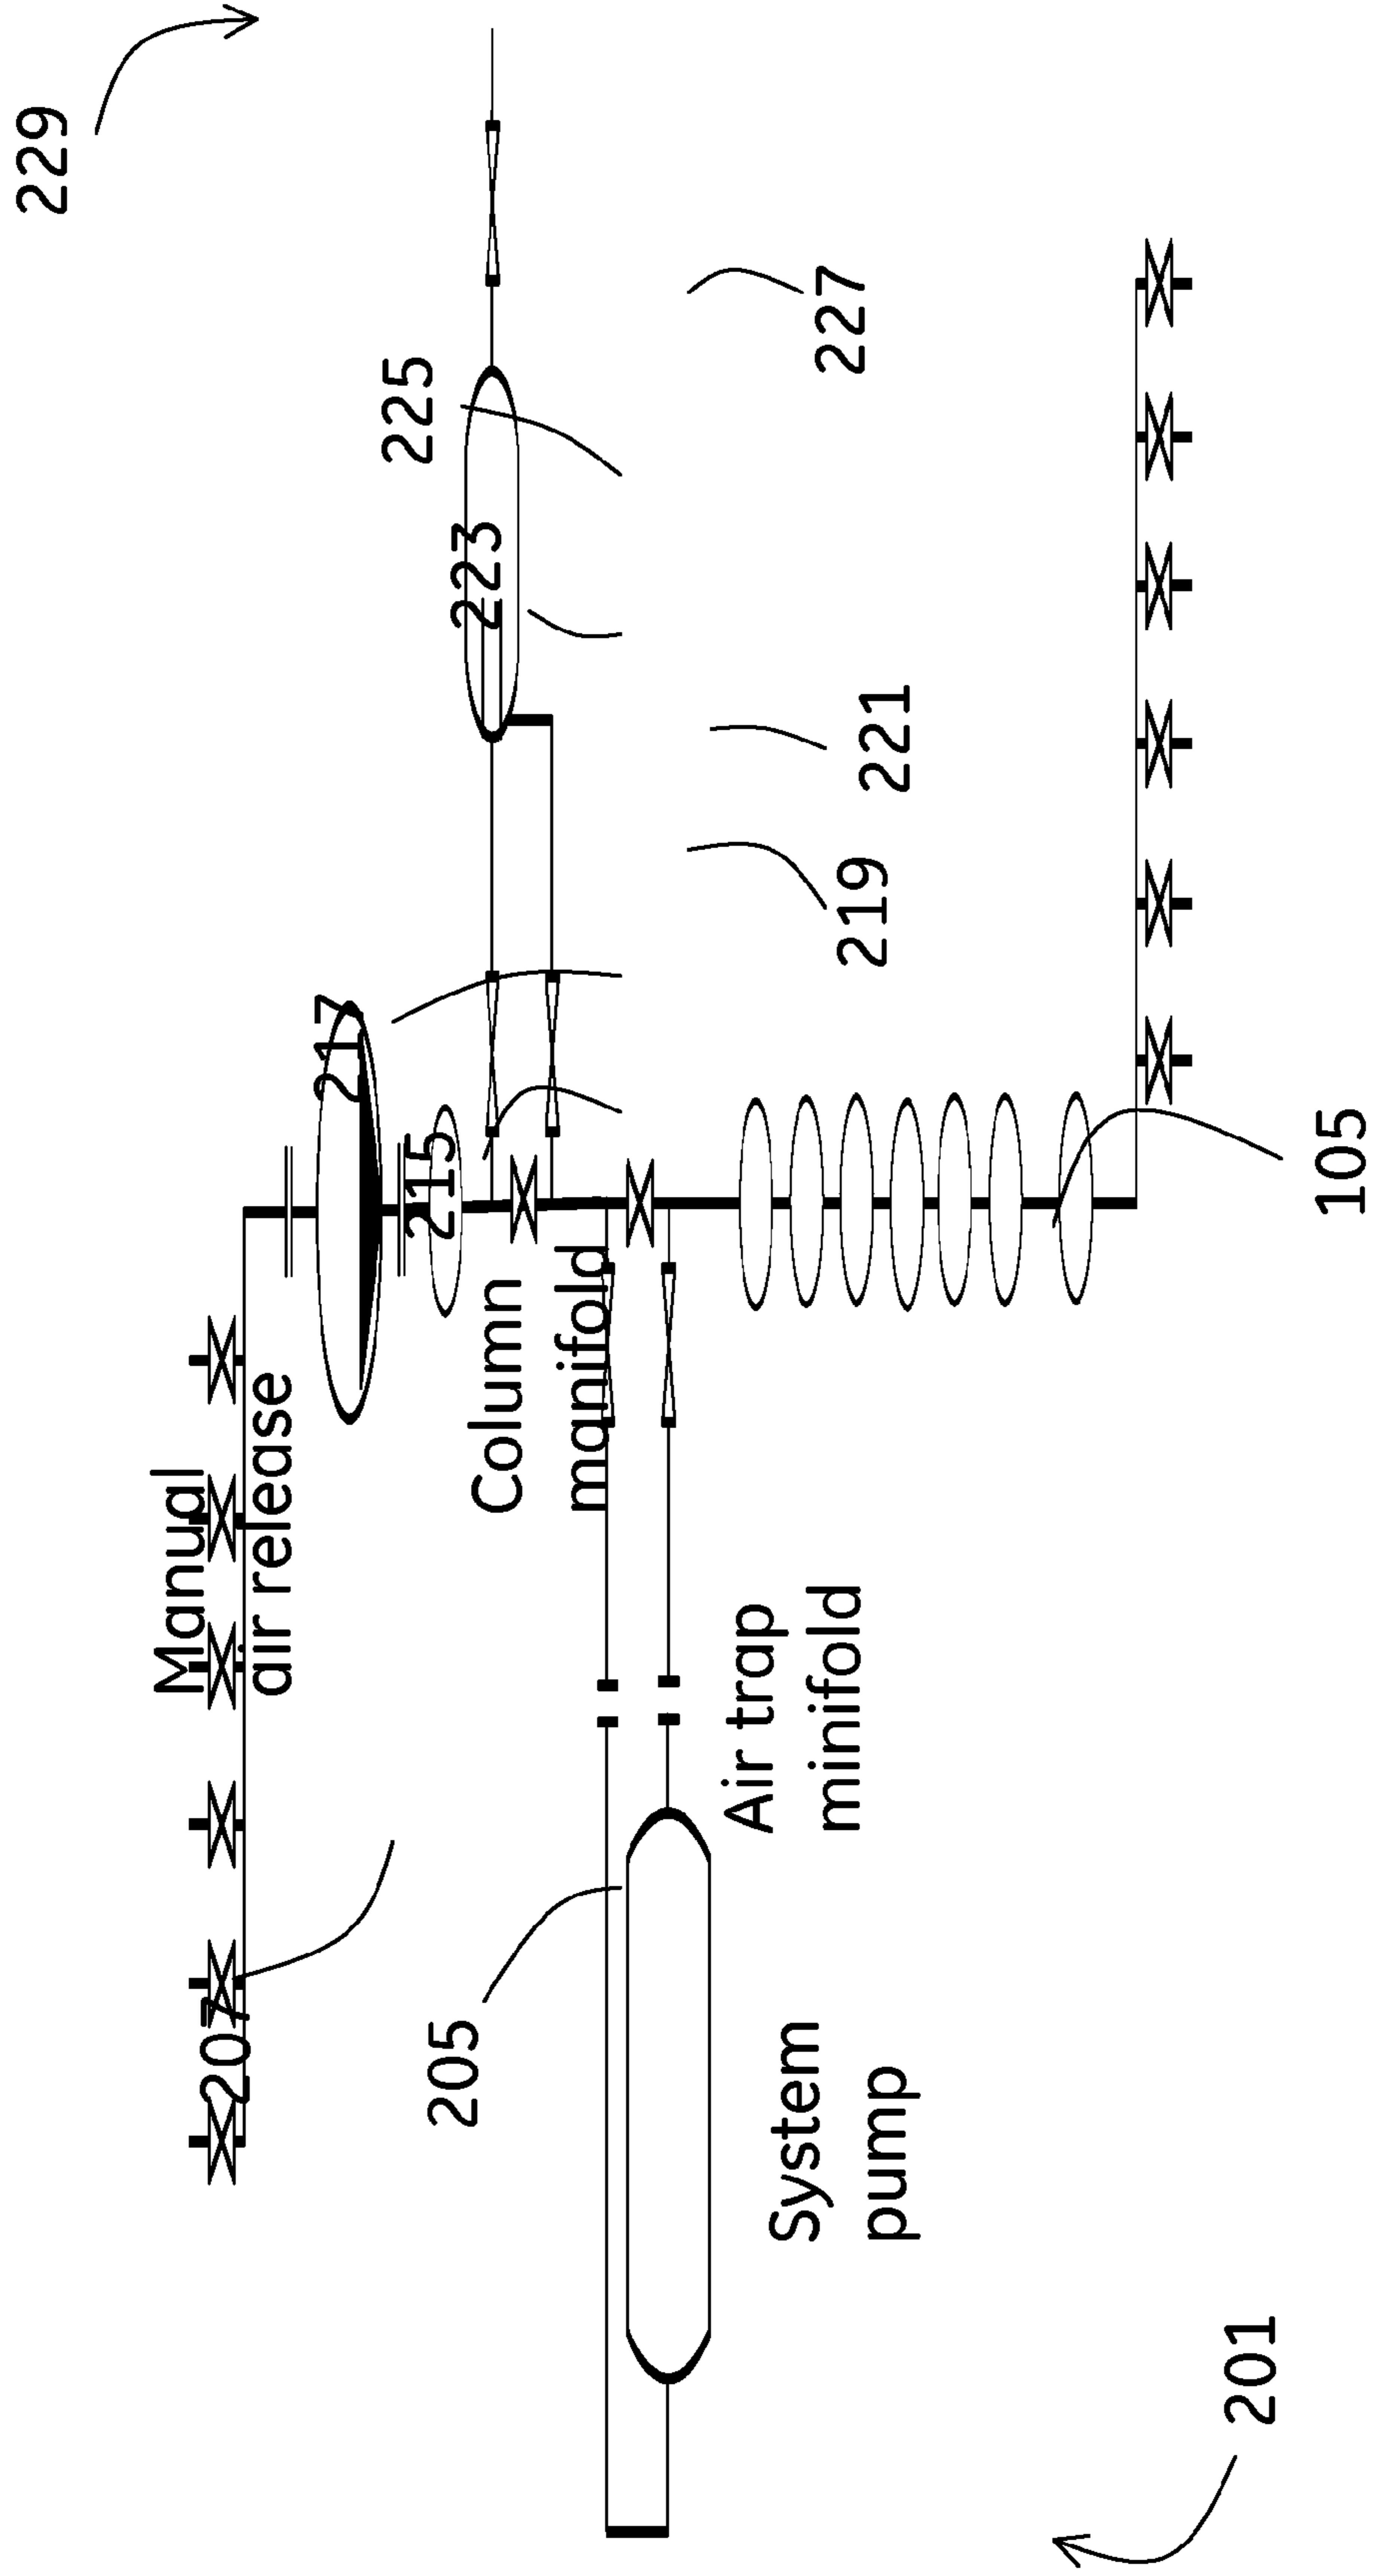 229
225
227
223
221
219
217
215
105
Column
manifold
Manual
air release
Air trap
minifold
207
205
System
pump
201